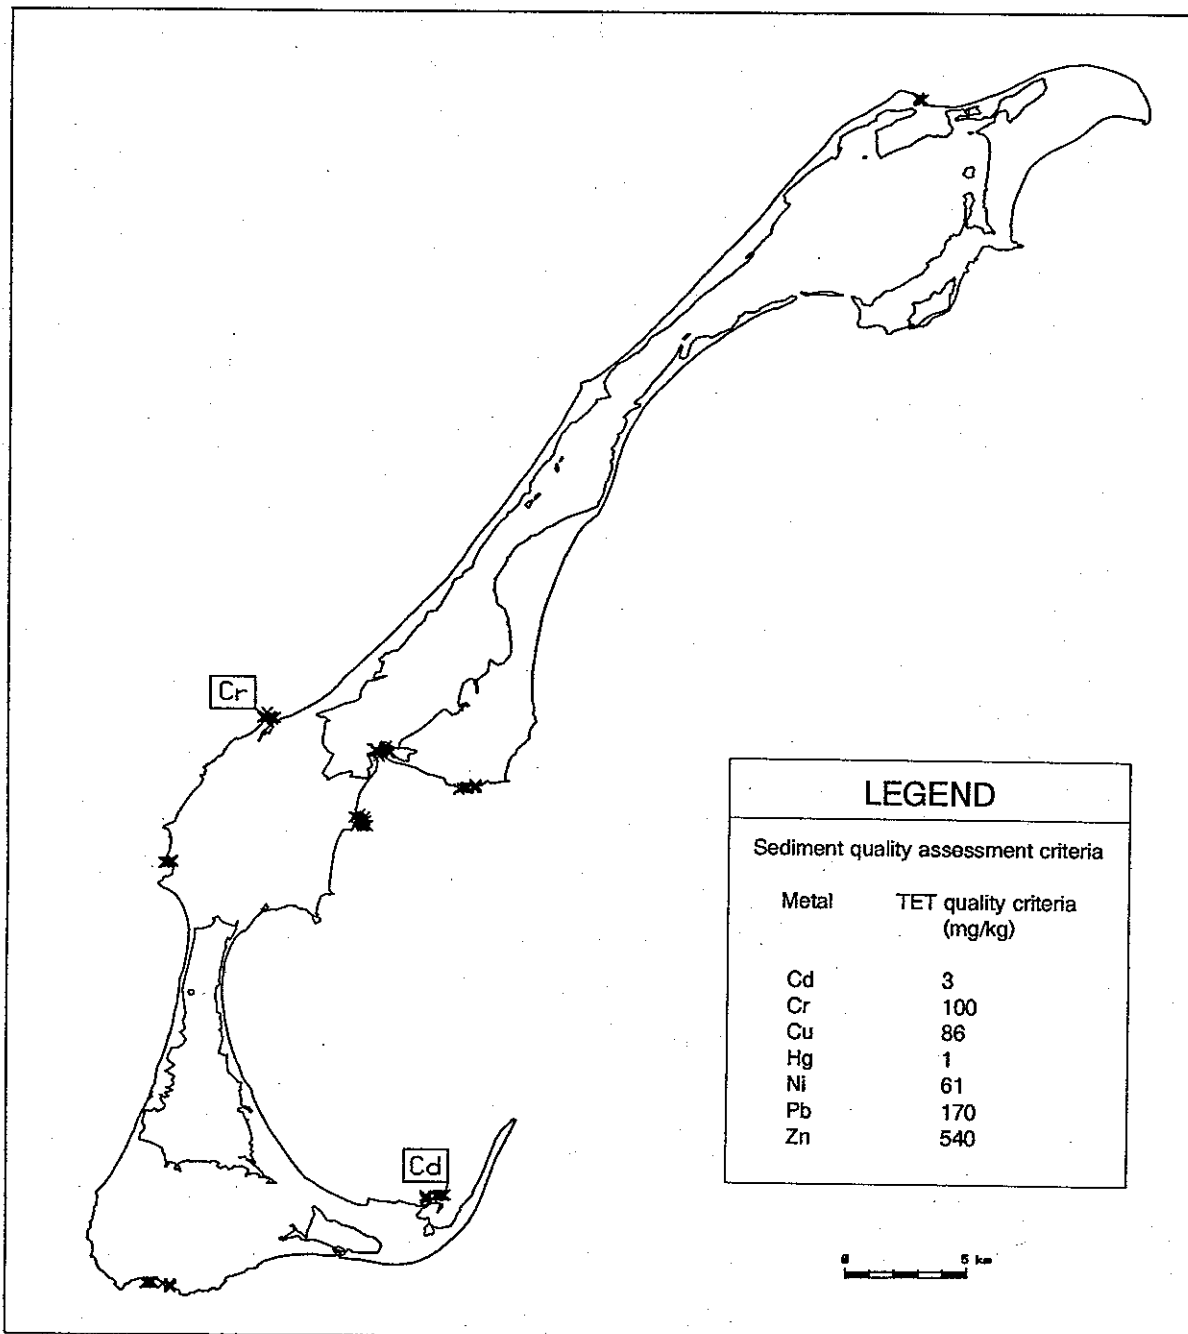 Cr
LEGEND
Sediment quality assessment criteria
Metal TET quality criteria
(mg/kg)
Cd 3
Cr 100
Cu 86
Hg 1
Ni 61
Pb 170
Zn 540
Cd
0 5 km